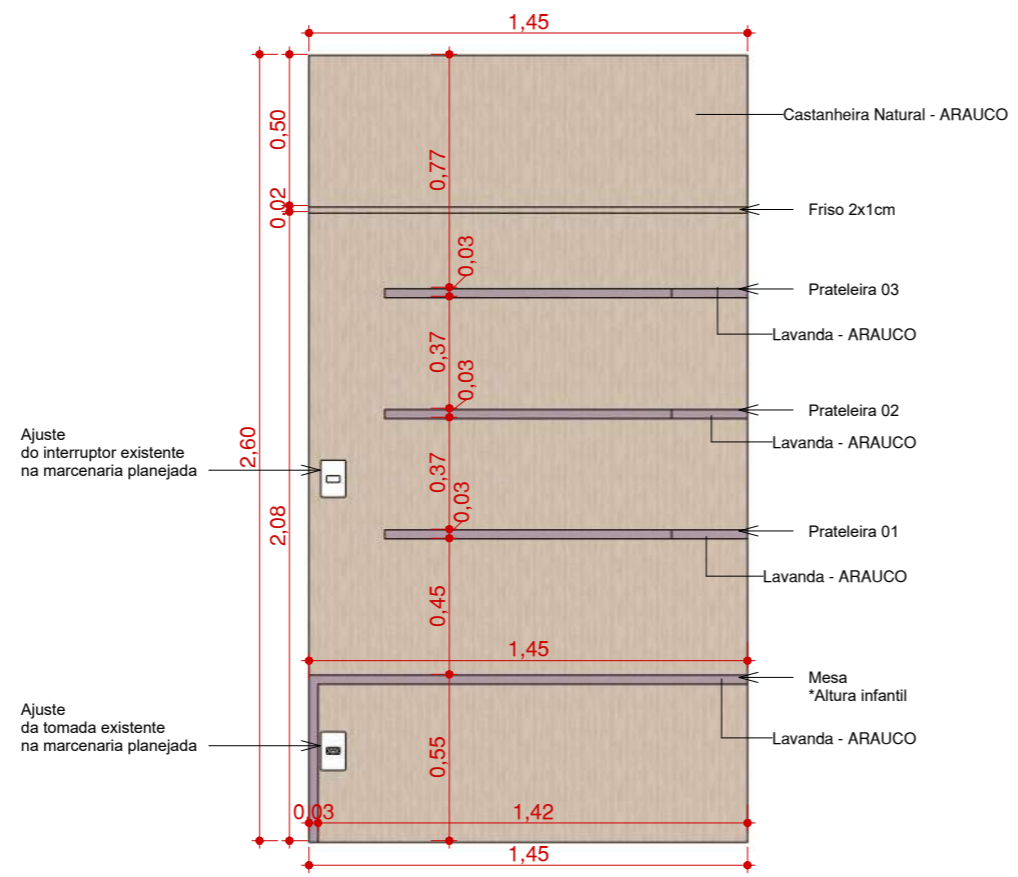 1,45
0,50
0,77
Castanheira Natural - ARAUCO
0,02
Friso 2x1cm
0,03
Prateleira 03
Lavanda - ARAUCO
0,37
0,03
Prateleira 02
Lavanda - ARAUCO
Ajuste
do interruptor existente
na marcenaria planejada
2,60
2,08
0,37
0,03
Prateleira 01
Lavanda - ARAUCO
0,45
1,45
Mesa
*Altura infantil
Ajuste
da tomada existente
na marcenaria planejada
Lavanda - ARAUCO
0,55
0,03
1,42
1,45